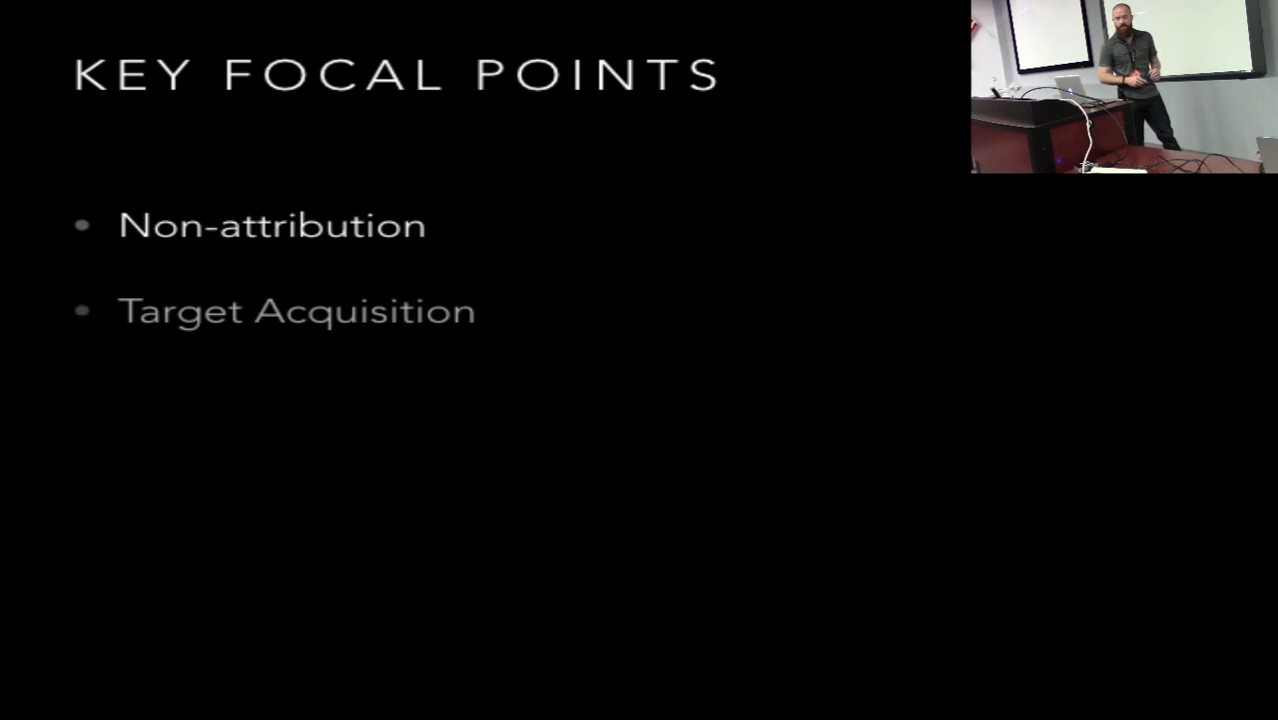 KEY FOCAL POINTS
• Non-attribution
• Target Acquisition